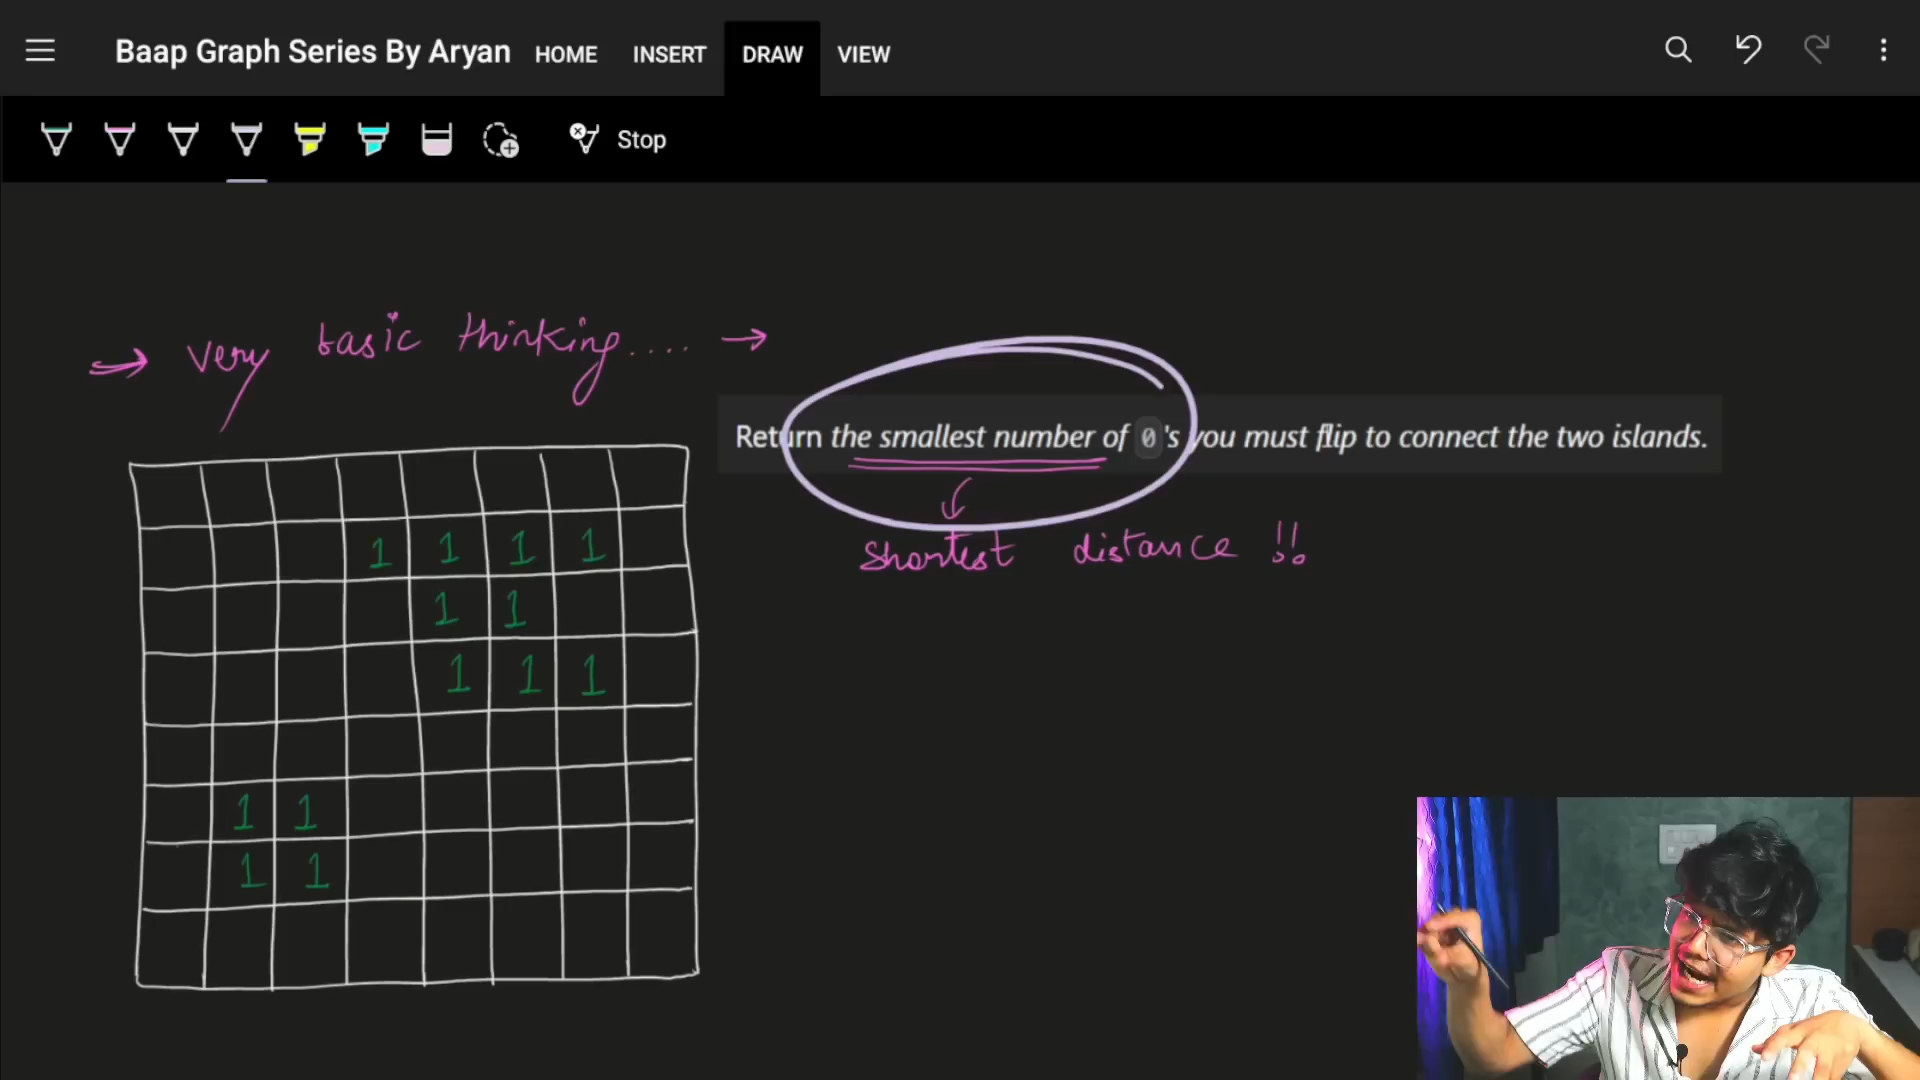 Baap Graph Series By Aryan HOME INSERT DRAW VIEW
Stop
⇒ very basic thinking.... →
Return the smallest number of 0's you must flip to connect the two islands.
shortest distance !!
1 1 1 1
1 1
1 1 1
1 1
1 1